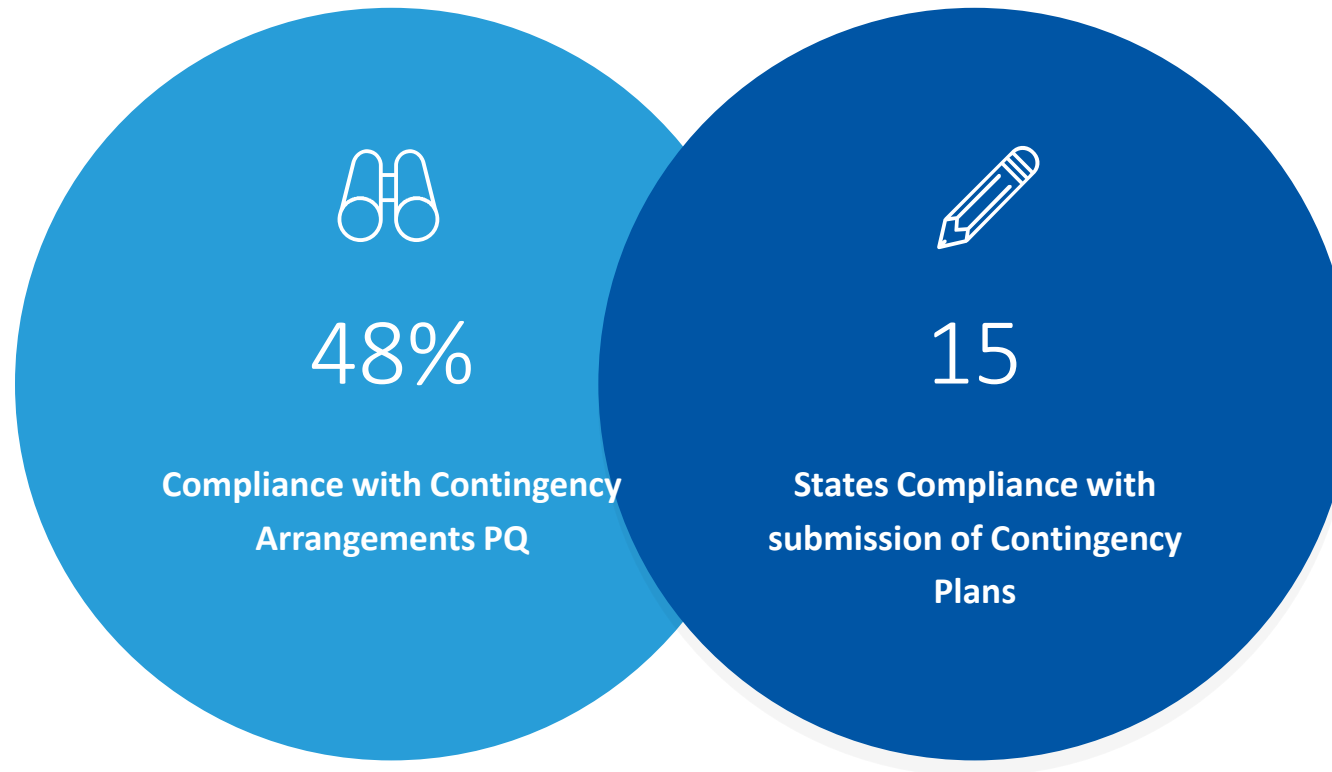 48%
Compliance with Contingency
Arrangements PQ
15
States Compliance with
submission of Contingency
Plans